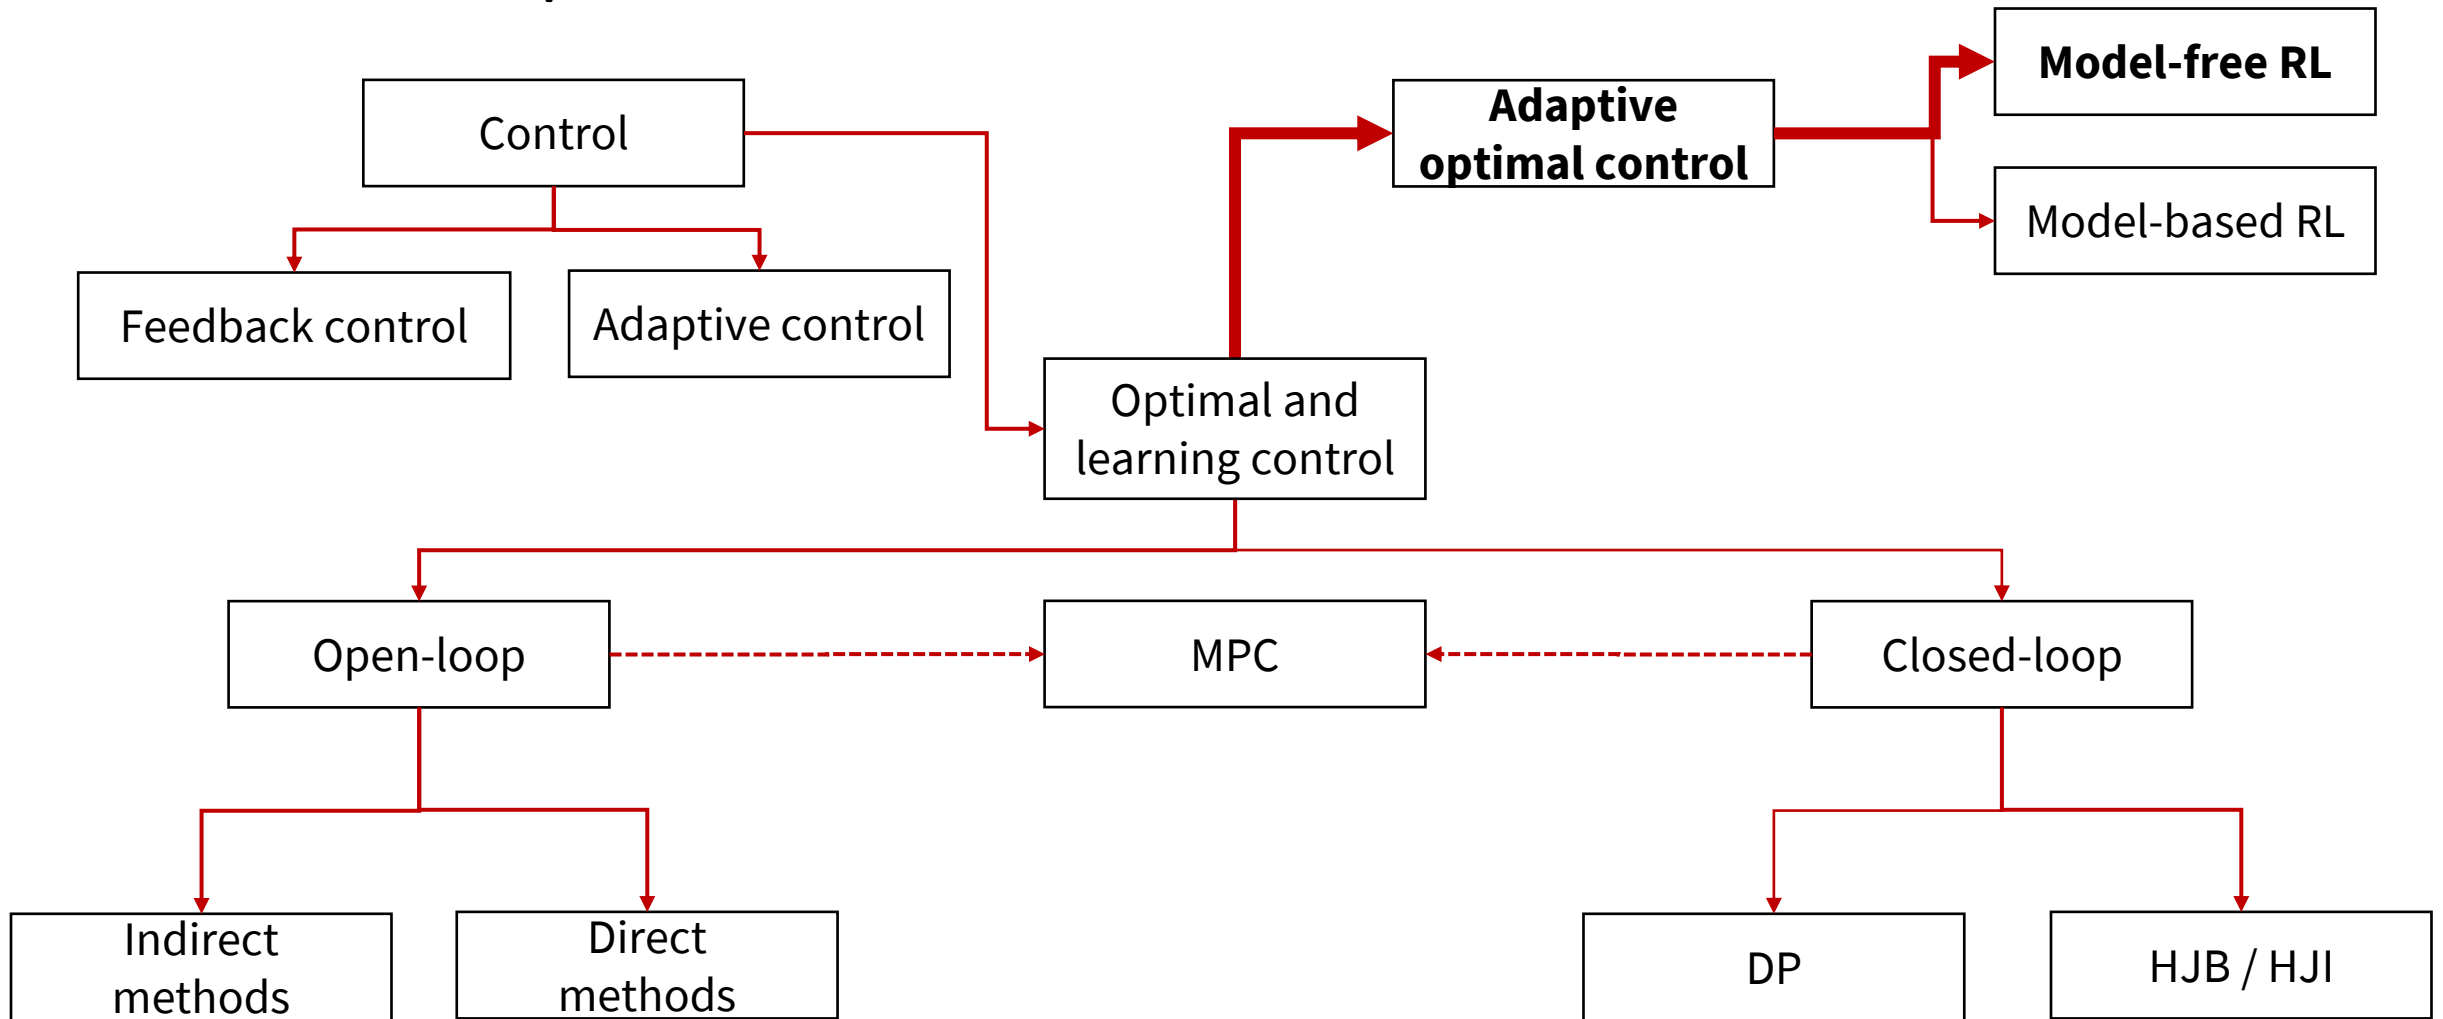 Model-free RL
Control
Adaptive
optimal control
Model-based RL
Feedback control
Adaptive control
Optimal and
learning control
Open-loop
MPC
Closed-loop
Indirect
methods
Direct
methods
DP
HJB / HJI